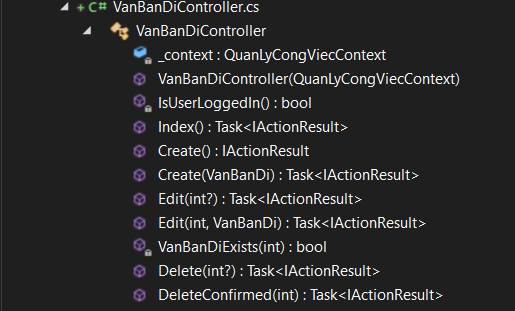 + C# VanBanDiController.cs
VanBanDiController
_context : QuanLyCongViecContext
VanBanDiController(QuanLyCongViecContext)
IsUserLoggedIn() : bool
Index() : Task<IActionResult>
Create() : IActionResult
Create(VanBanDi) : Task<IActionResult>
Edit(int?) : Task<IActionResult>
Edit(int, VanBanDi) : Task<IActionResult>
VanBanDiExists(int) : bool
Delete(int?) : Task<IActionResult>
DeleteConfirmed(int) : Task<IActionResult>